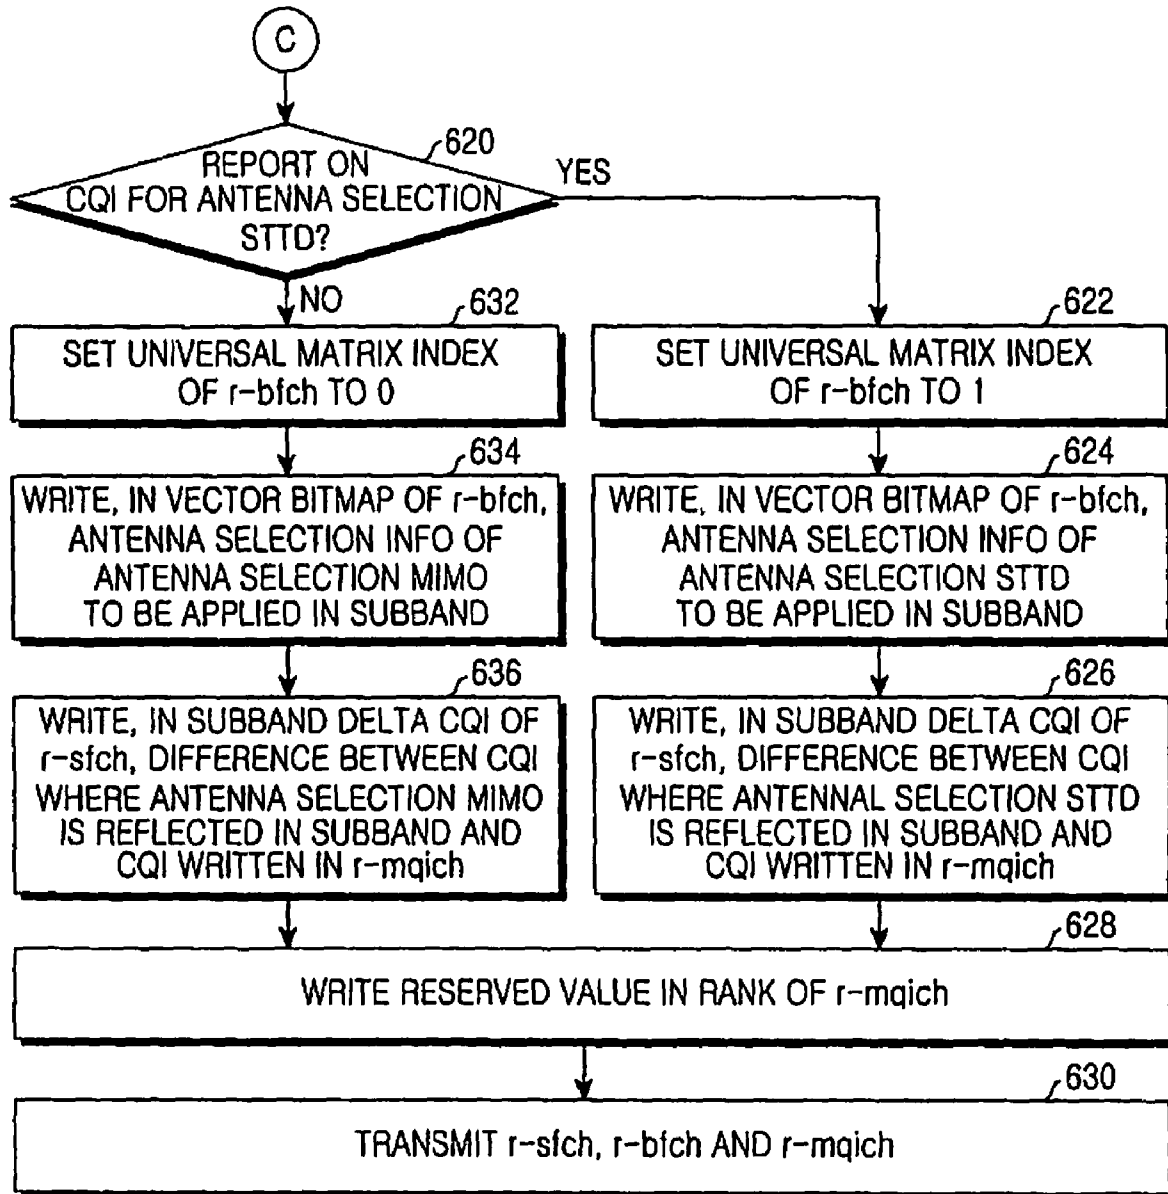 C
620
REPORT ON
CQI FOR ANTENNA SELECTION
STTD?
YES
NO
632
SET UNIVERSAL MATRIX INDEX
OF r-bfch TO 0
622
SET UNIVERSAL MATRIX INDEX
OF r-bfch TO 1
634
WRITE, IN VECTOR BITMAP OF r-bfch,
ANTENNA SELECTION INFO OF
ANTENNA SELECTION MIMO
TO BE APPLIED IN SUBBAND
624
WRITE, IN VECTOR BITMAP OF r-bfch,
ANTENNA SELECTION INFO OF
ANTENNA SELECTION STTD
TO BE APPLIED IN SUBBAND
636
WRITE, IN SUBBAND DELTA CQI OF
r-sfch, DIFFERENCE BETWEEN CQI
WHERE ANTENNA SELECTION MIMO
IS REFLECTED IN SUBBAND AND
CQI WRITTEN IN r-mqich
626
WRITE, IN SUBBAND DELTA CQI OF
r-sfch, DIFFERENCE BETWEEN CQI
WHERE ANTENNAL SELECTION STTD
IS REFLECTED IN SUBBAND AND
CQI WRITTEN IN r-mqich
628
WRITE RESERVED VALUE IN RANK OF r-mqich
630
TRANSMIT r-sfch, r-bfch AND r-mqich